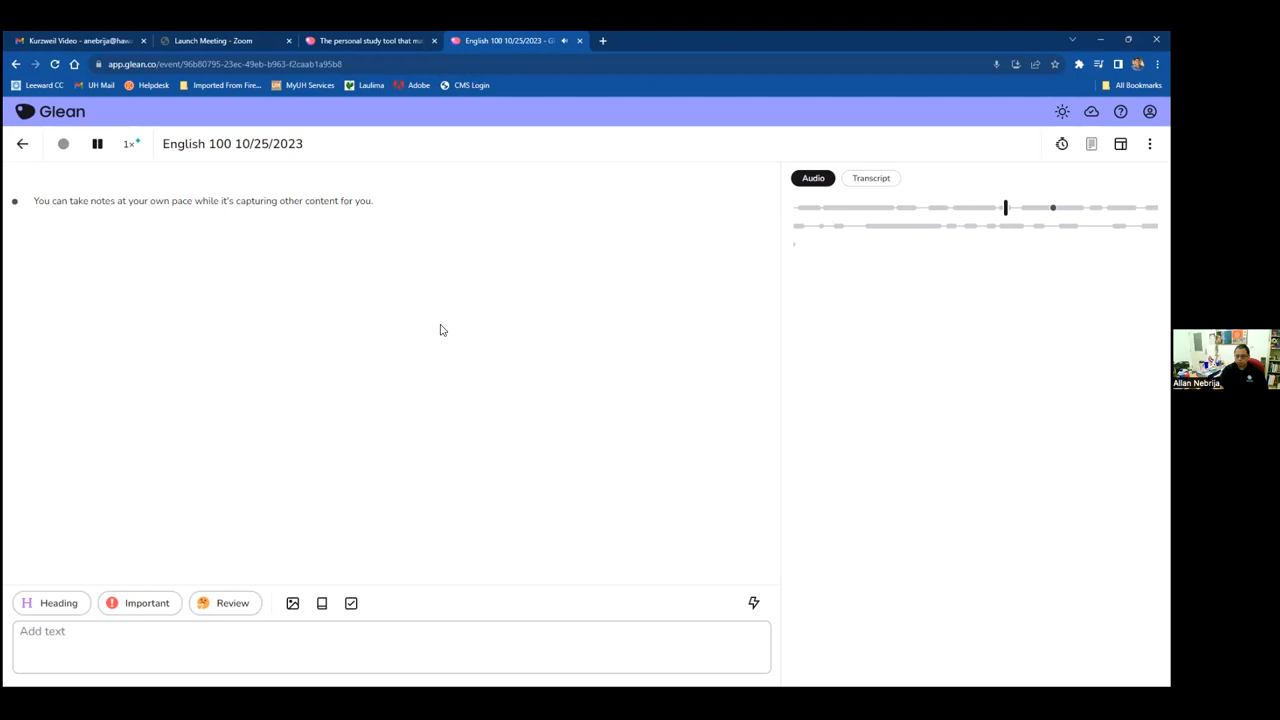 Kurzweil Video - anebrija@haw
Launch Meeting - Zoom
The personal study tool that ma
English 100 10/25/2023 - Gl
app.glean.co/event/96b80795-23ec-49eb-b963-f2caab1a95b8
Leeward CC
UH Mail
Helpdesk
Imported From Fire...
MyUH Services
Laulima
Adobe
CMS Login
All Bookmarks
Glean
1×
English 100 10/25/2023
Audio
Transcript
You can take notes at your own pace while it's capturing other content for you.
Allan Nebrija
H Heading
Important
Review
Add text